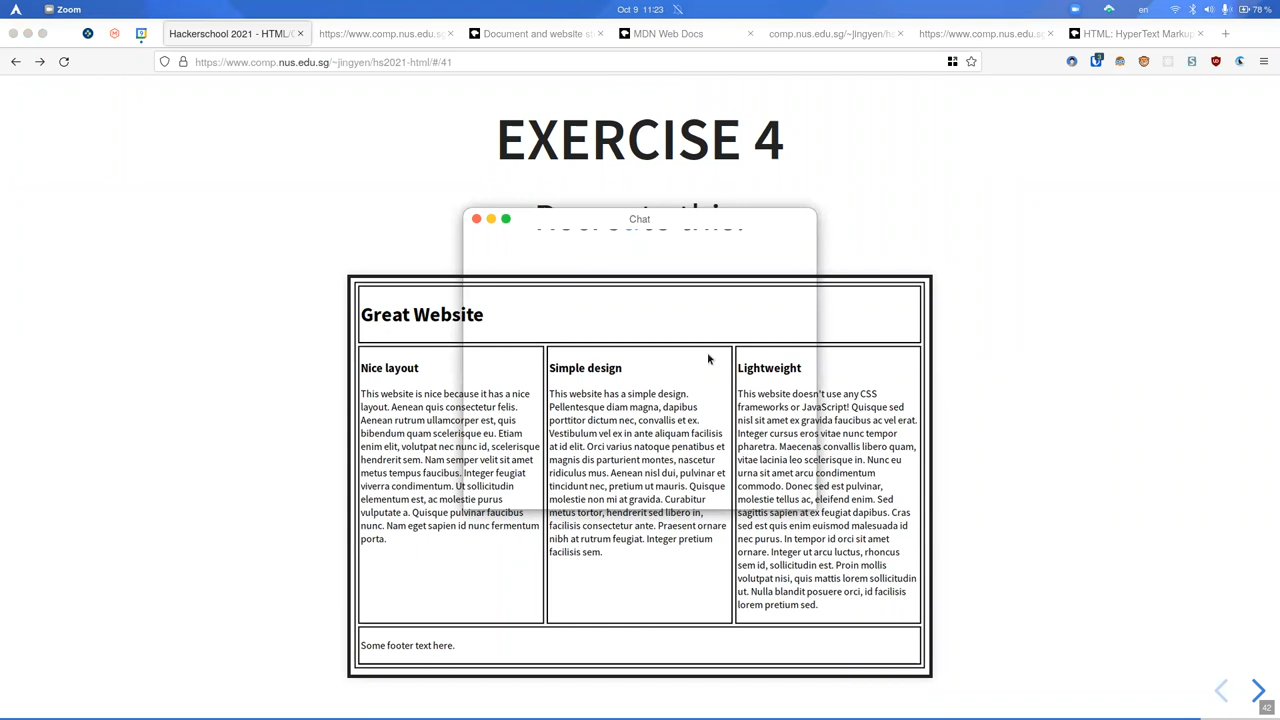 Zoom
Oct 9 11:23
en
78 %
Hackerschool 2021 - HTML/C
https://www.comp.nus.edu.sg/
Document and website st
MDN Web Docs
comp.nus.edu.sg/~jingyen/hs
https://www.comp.nus.edu.sg
HTML: HyperText Markup
https://www.comp.nus.edu.sg/~jingyen/hs2021-html/#/41
EXERCISE 4
Chat
Great Website
Nice layout
This website is nice because it has a nice
layout. Aenean quis consectetur felis.
Aenean rutrum ullamcorper est, quis
bibendum quam scelerisque eu. Etiam
enim elit, volutpat nec nunc id, scelerisque
hendrerit sem. Nam semper velit sit amet
metus tempus faucibus. Integer feugiat
viverra condimentum. Ut sollicitudin
elementum est, ac molestie purus
vulputate a. Quisque pulvinar faucibus
nunc. Nam eget sapien id nunc fermentum
porta.
Simple design
This website has a simple design.
Pellentesque diam magna, dapibus
porttitor dictum nec, convallis et ex.
Vestibulum vel ex in ante aliquam facilisis
at id elit. Orci varius natoque penatibus et
magnis dis parturient montes, nascetur
ridiculus mus. Aenean nisl dui, pulvinar et
tincidunt nec, pretium ut mauris. Quisque
molestie non mi at gravida. Curabitur
metus tortor, hendrerit sed libero in,
facilisis consectetur ante. Praesent ornare
nibh at rutrum feugiat. Integer pretium
facilisis sem.
Lightweight
This website doesn't use any CSS
frameworks or JavaScript! Quisque sed
nisl sit amet ex gravida faucibus ac vel erat.
Integer cursus eros vitae nunc tempor
pharetra. Maecenas convallis libero quam,
vitae lacinia leo scelerisque in. Nunc eu
urna sit amet arcu condimentum
commodo. Donec sed est pulvinar,
molestie tellus ac, eleifend enim. Sed
sagittis sapien at ex feugiat dapibus. Cras
sed est quis enim euismod malesuada id
nec purus. In tempor id orci sit amet
ornare. Integer ut arcu luctus, rhoncus
sem id, sollicitudin est. Proin mollis
volutpat nisi, quis mattis lorem sollicitudin
ut. Nulla blandit posuere orci, id facilisis
lorem pretium sed.
Some footer text here.
42